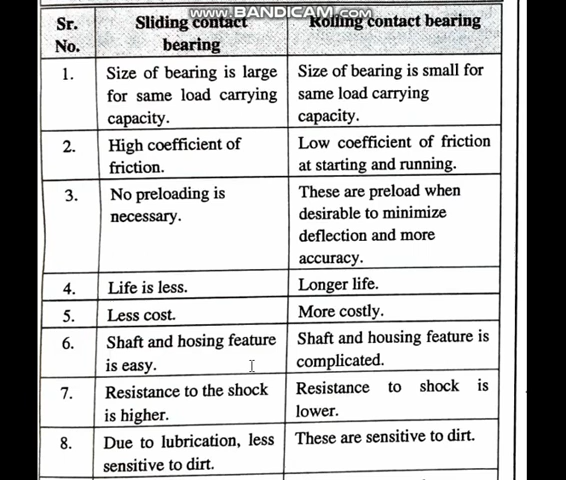 www.BANDICAM.com
Sr. No.
Sliding contact bearing
Rolling contact bearing
1.
Size of bearing is large
for same load carrying
capacity.
Size of bearing is small for
same load carrying
capacity.
2.
High coefficient of
friction.
Low coefficient of friction
at starting and running.
3.
No preloading is
necessary.
These are preload when
desirable to minimize
deflection and more
accuracy.
4.
Life is less.
Longer life.
5.
Less cost.
More costly.
6.
Shaft and hosing feature
is easy.
Shaft and housing feature is
complicated.
7.
Resistance to the shock
is higher.
Resistance to shock is
lower.
8.
Due to lubrication, less
sensitive to dirt.
These are sensitive to dirt.